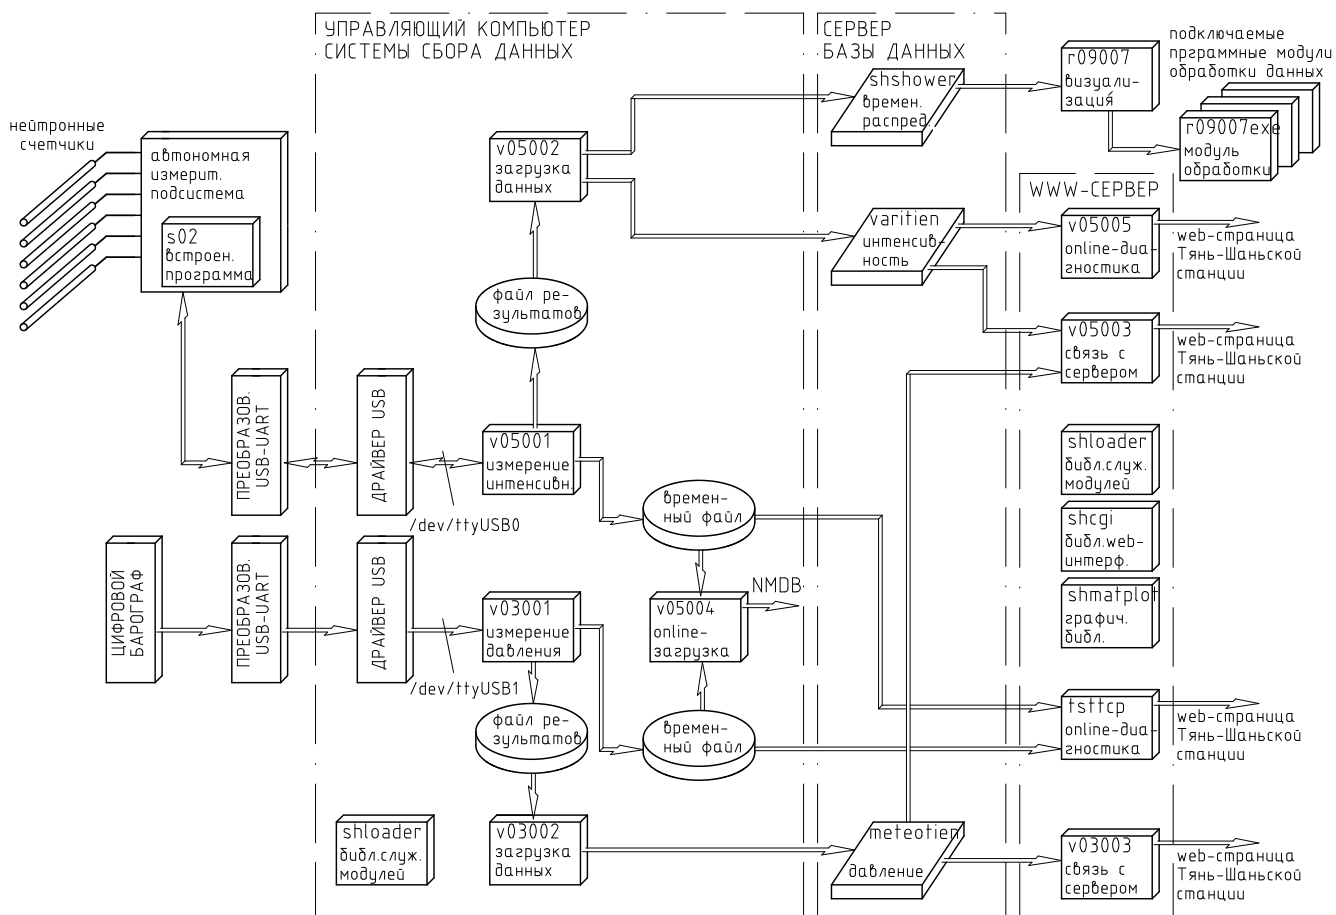 УПРАВЛЯЮЩИЙ КОМПЬЮТЕР
СИСТЕМЫ СБОРА ДАННЫХ
СЕРВЕР
БАЗЫ ДАННЫХ
подключаемые
прграммные модули
обработки данных
нейтронные
счетчики
автономная
измерит.
подсистема
s02
встроен.
программа
v05002
загрузка
данных
shshower
времен.
распред.
r09007
визуали-
зация
r09007exe
модуль
обработки
WWW-СЕРВЕР
varitien
интенсив-
ность
v05005
online-диа-
гностика
web-страница
Тянь-Шаньской
станции
файл ре-
зультатов
v05003
связь с
сервером
web-страница
Тянь-Шаньской
станции
ПРЕОБРАЗОВ.
USB-UART
ДРАЙВЕР USB
v05001
измерение
интенсивн.
/dev/ttyUSB0
времен-
ный файл
shloader
библ.служ.
модулей
shcgi
библ.web-
интерф.
shmatplot
графич.
библ.
ЦИФРОВОЙ
БАРОГРАФ
ПРЕОБРАЗОВ.
USB-UART
ДРАЙВЕР USB
v03001
измерение
давления
/dev/ttyUSB1
NMDB
v05004
online-
загрузка
файл ре-
зультатов
времен-
ный файл
tsttcp
online-диа-
гностика
web-страница
Тянь-Шаньской
станции
shloader
библ.служ.
модулей
v03002
загрузка
данных
meteotien
давление
v03003
связь с
сервером
web-страница
Тянь-Шаньской
станции